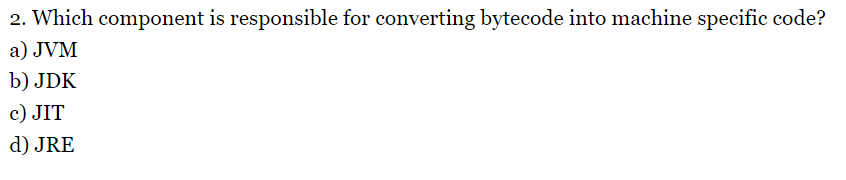 2. Which component is responsible for converting bytecode into machine specific code?
a) JVM
b) JDK
c) JIT
d) JRE